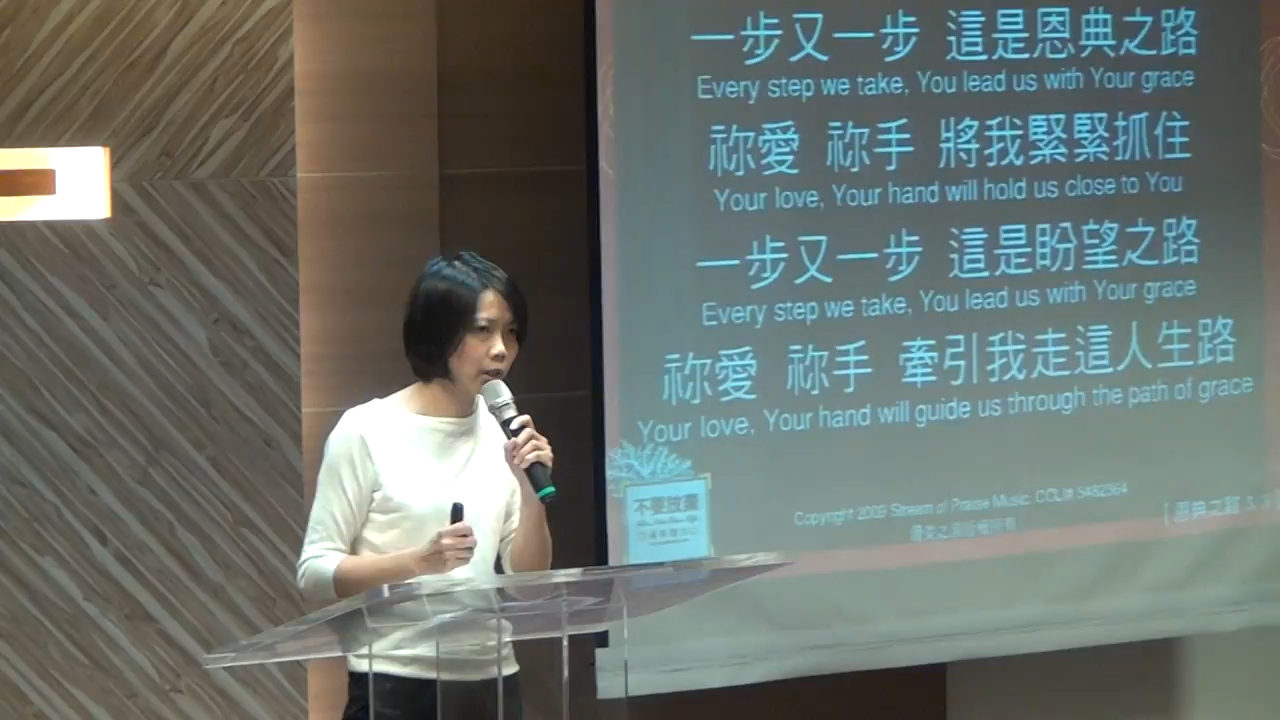 一步又一步 這是恩典之路
Every step we take, You lead us with Your grace
祢愛 祢手 將我緊緊抓住
Your love, Your hand will hold us close to You
一步又一步 這是盼望之路
Every step we take, You lead us with Your grace
祢愛 祢手 牽引我走這人生路
Your love, Your hand will guide us through the path of grace
Copyright 2009 Stream of Praise Music. CCLI# 5482364
[ 恩典之路